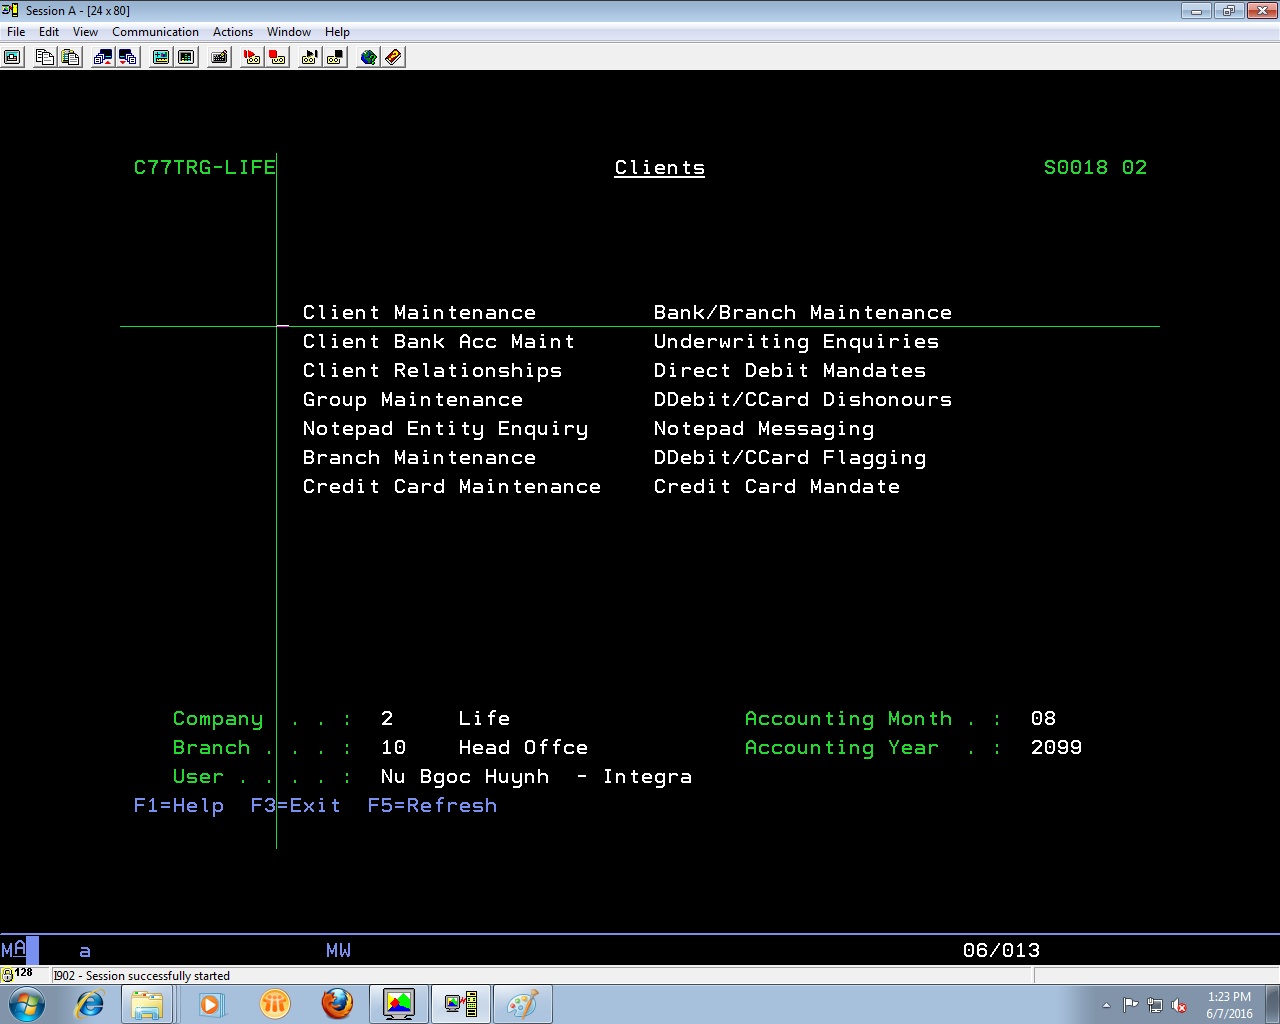 Session A - [24 x 80]
File Edit View Communication Actions Window Help
C77TRG-LIFE Clients S0018 02
Client Maintenance Bank/Branch Maintenance
Client Bank Acc Maint Underwriting Enquiries
Client Relationships Direct Debit Mandates
Group Maintenance DDebit/CCard Dishonours
Notepad Entity Enquiry Notepad Messaging
Branch Maintenance DDebit/CCard Flagging
Credit Card Maintenance Credit Card Mandate
Company . . : 2 Life Accounting Month . : 08
Branch . . . : 10 Head Offce Accounting Year . : 2099
User . . . . : Nu Bgoc Huynh - Integra
F1=Help F3=Exit F5=Refresh
MA a MW 06/013
128 I902 - Session successfully started
1:23 PM
6/7/2016